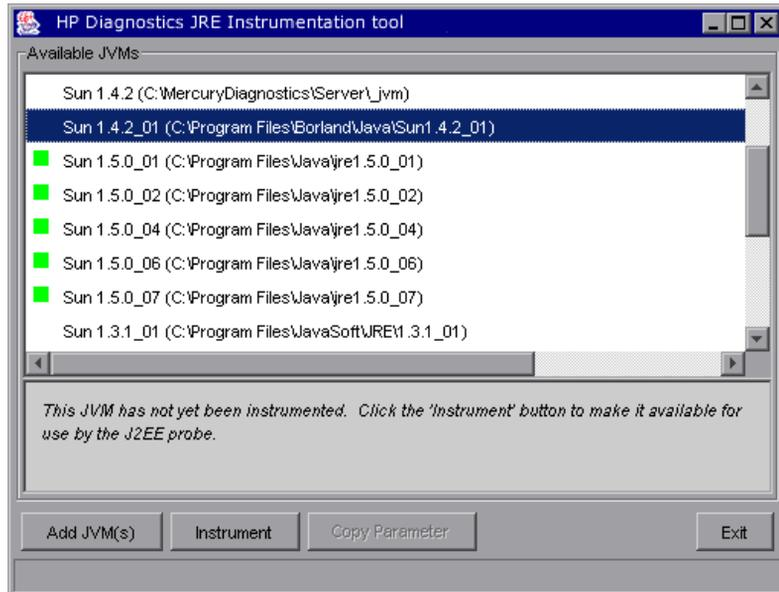 HP Diagnostics JRE Instrumentation tool
Available JVMs
Sun 1.4.2 (C:\MercuryDiagnostics\Server\_jvm)
Sun 1.4.2_01 (C:\Program Files\Borland\Java\Sun1.4.2_01)
Sun 1.5.0_01 (C:\Program Files\Java\jre1.5.0_01)
Sun 1.5.0_02 (C:\Program Files\Java\jre1.5.0_02)
Sun 1.5.0_04 (C:\Program Files\Java\jre1.5.0_04)
Sun 1.5.0_06 (C:\Program Files\Java\jre1.5.0_06)
Sun 1.5.0_07 (C:\Program Files\Java\jre1.5.0_07)
Sun 1.3.1_01 (C:\Program Files\JavaSoft\JRE\1.3.1_01)
This JVM has not yet been instrumented. Click the 'Instrument' button to make it available for
use by the J2EE probe.
Add JVM(s) Instrument Copy Parameter Exit